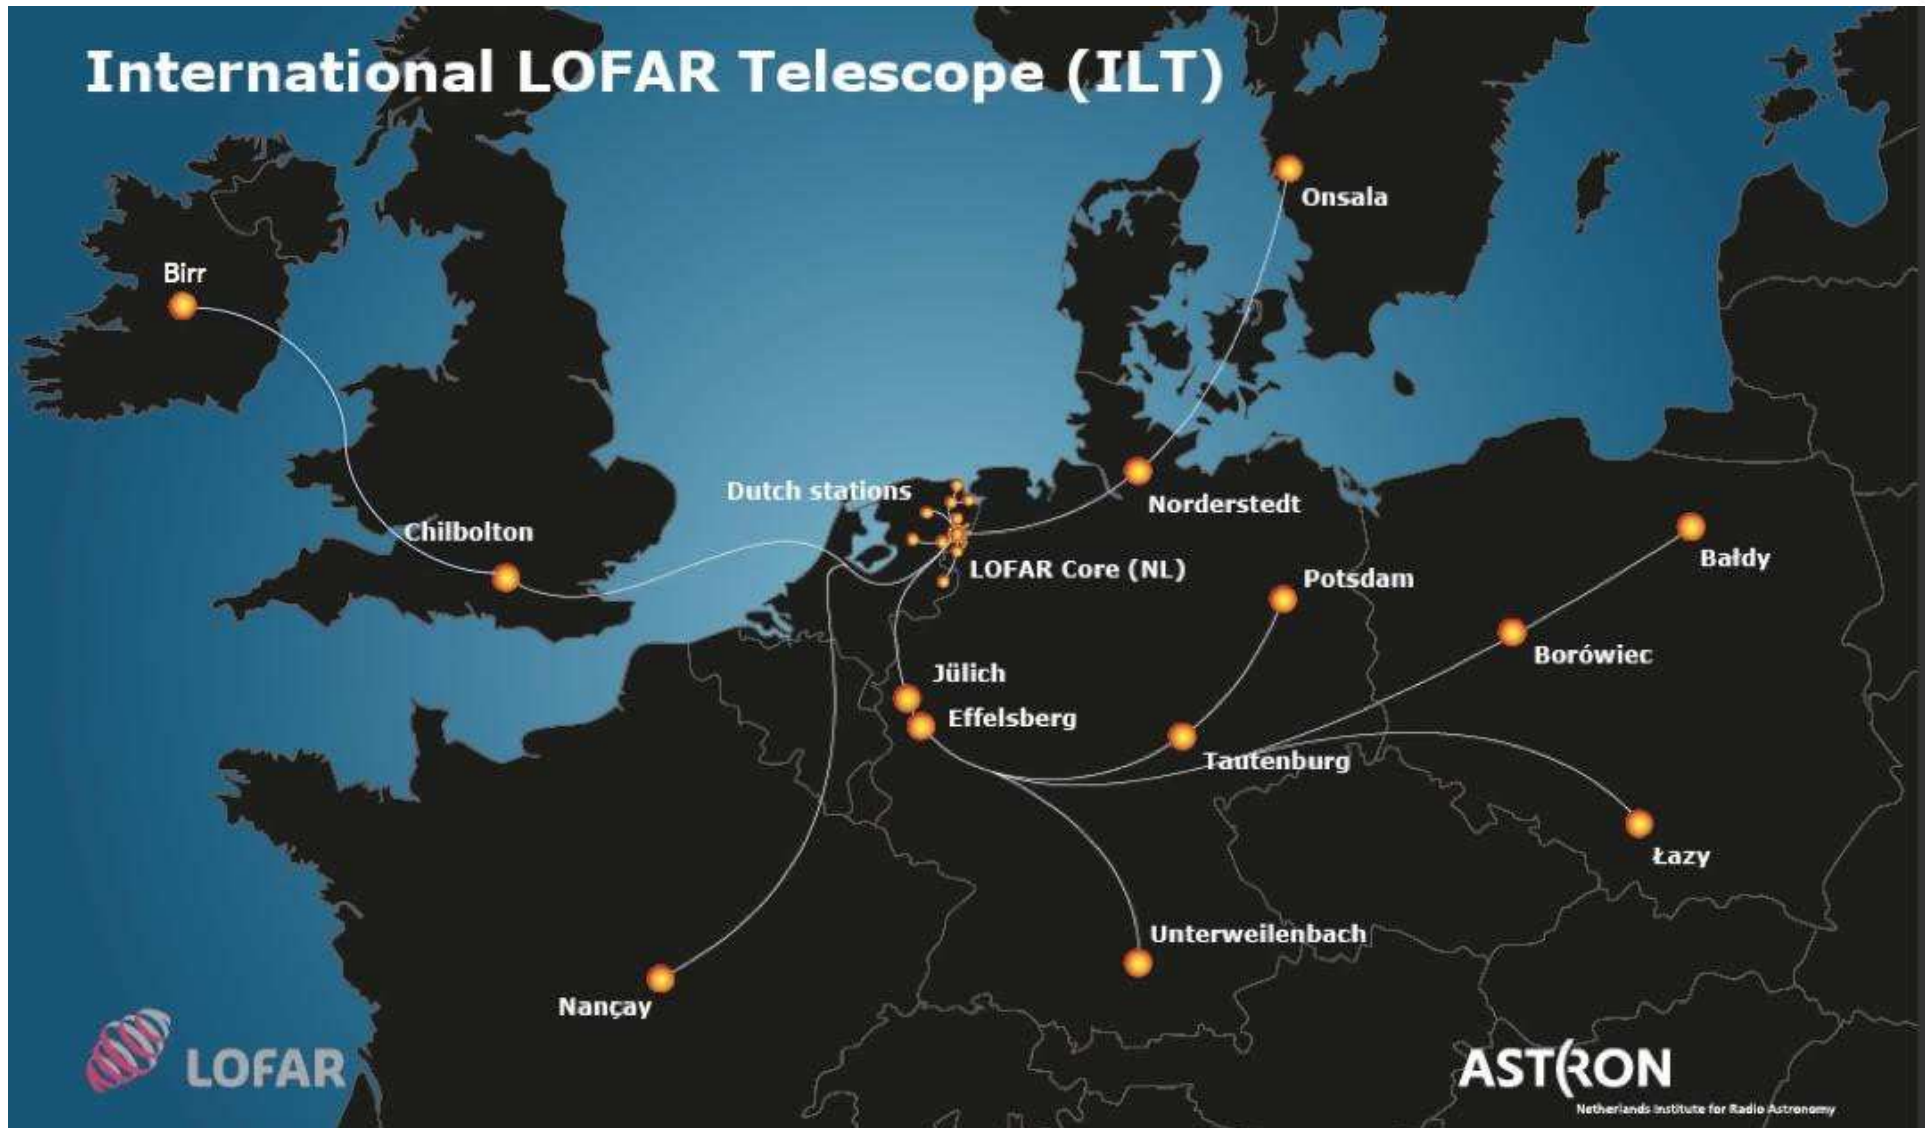 International LOFAR Telescope (ILT)
Onsala
Birr
Dutch stations
Norderstedt
Chilbolton
LOFAR Core (NL)
Bałdy
Potsdam
Borówiec
Jülich
Effelsberg
Tautenburg
Łazy
Unterweilenbach
Nançay
LOFAR
ASTRON
Netherlands Institute for Radio Astronomy